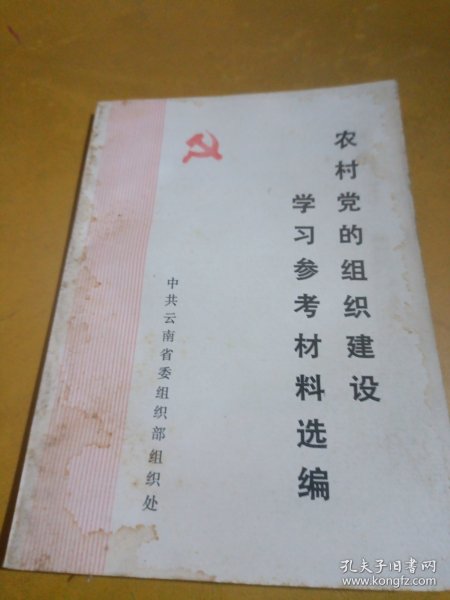 农村党的组织建设
学习参考材料选编
中共云南省委组织部组织处
孔夫子旧书网
www.kongfz.com